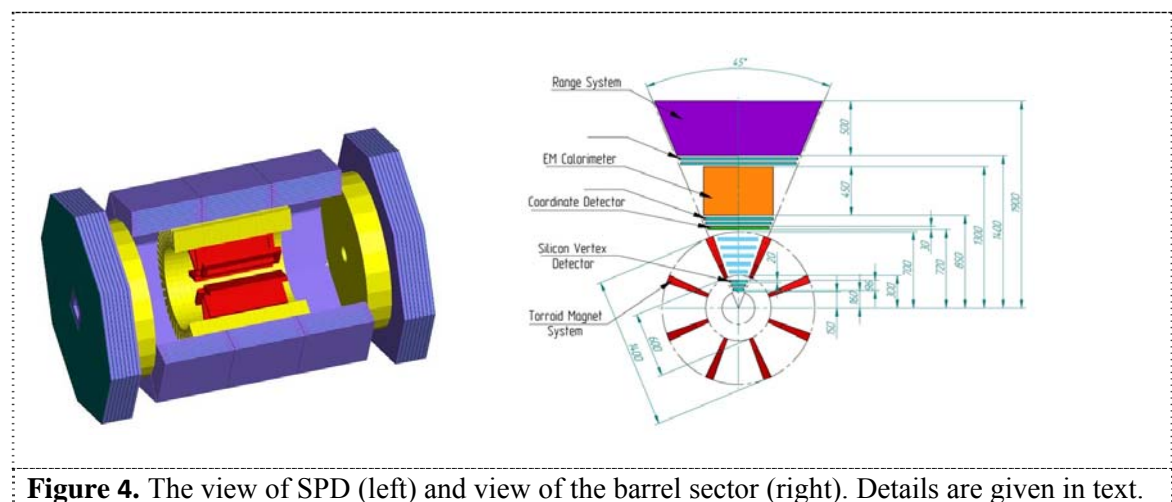 45°
Range System
EM Calorimeter
Coordinate Detector
Silicon Vertex
Detector
Torroid Magnet
System
500
450
30
20
196
160
150
300
700
720
850
1300
1400
1900
600
1400
Figure 4. The view of SPD (left) and view of the barrel sector (right). Details are given in text.